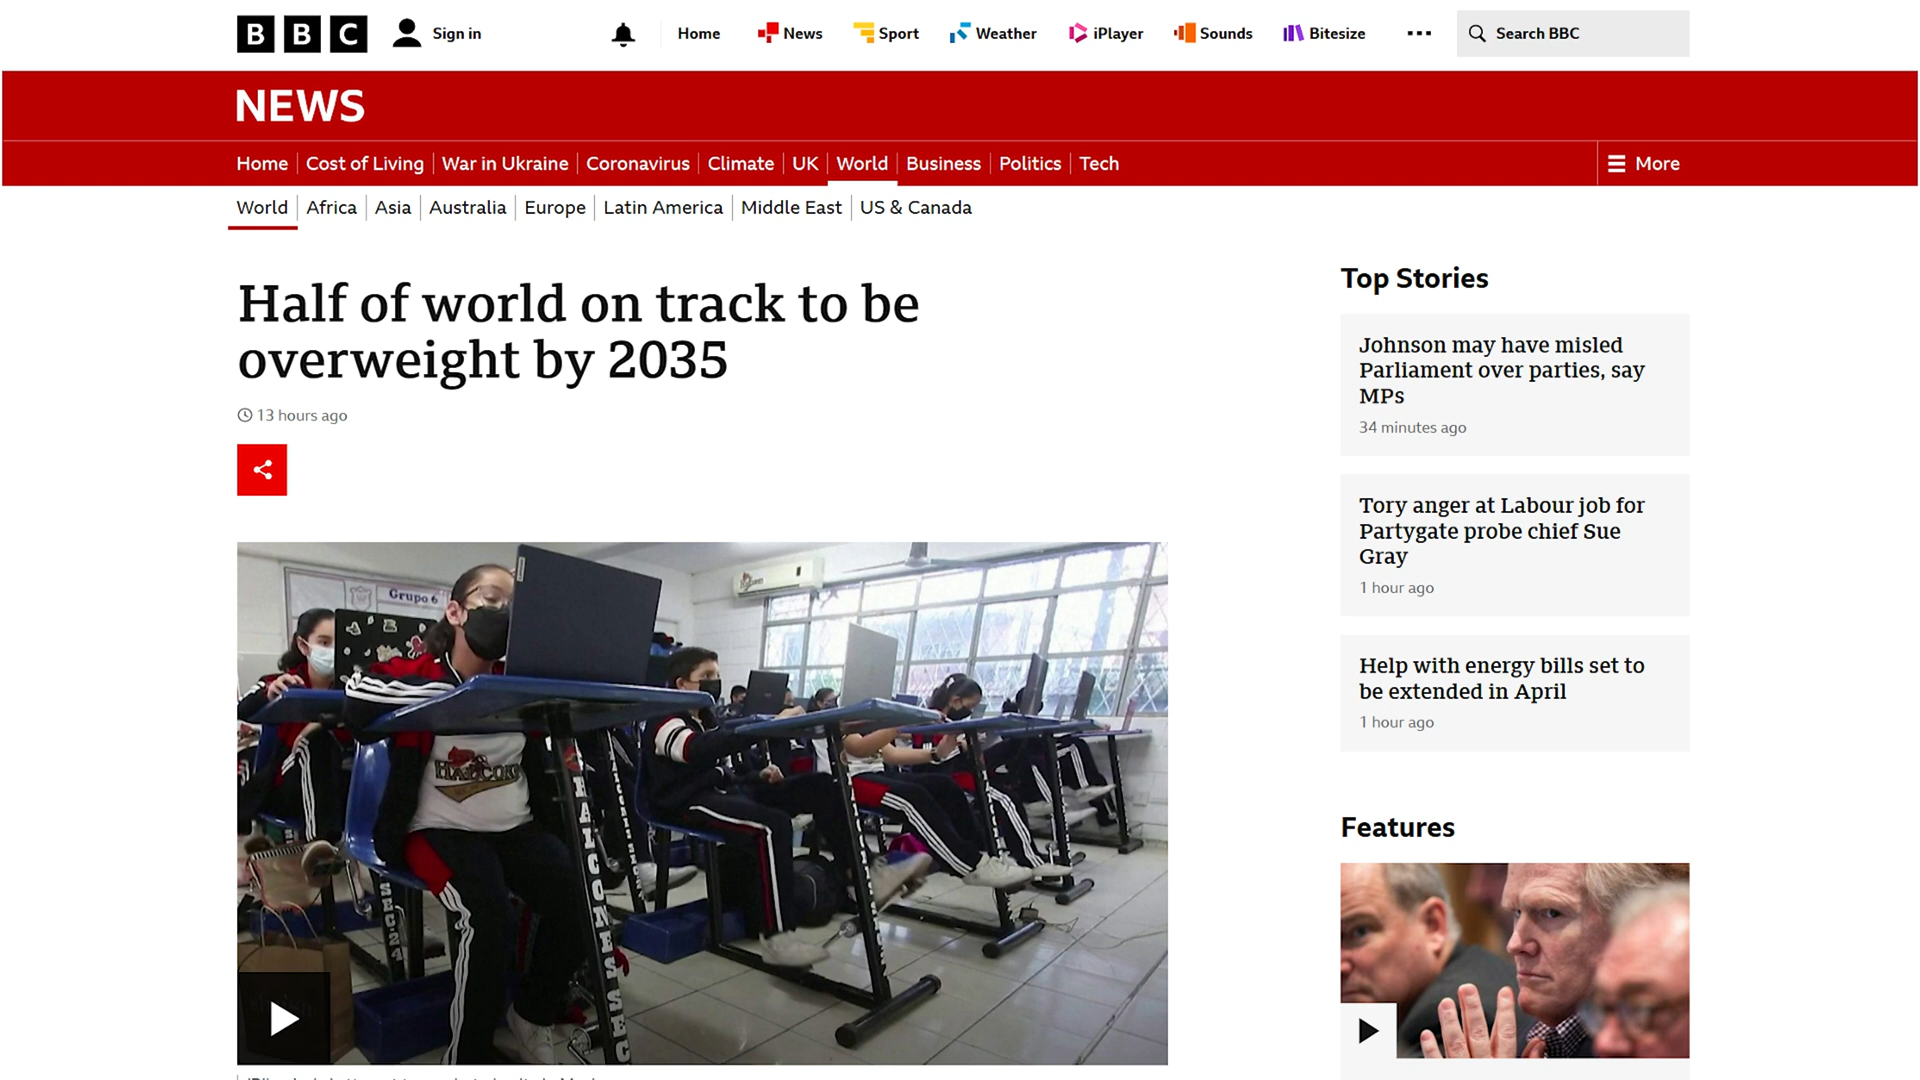 BBC
Sign in
Home
News
Sport
Weather
iPlayer
Sounds
Bitesize
Search BBC
NEWS
Home
Cost of Living
War in Ukraine
Coronavirus
Climate
UK
World
Business
Politics
Tech
More
World
Africa
Asia
Australia
Europe
Latin America
Middle East
US & Canada
Half of world on track to be
overweight by 2035
13 hours ago
Grupo 6
Top Stories
Johnson may have misled
Parliament over parties, say
MPs
34 minutes ago
Tory anger at Labour job for
Partygate probe chief Sue
Gray
1 hour ago
Help with energy bills set to
be extended in April
1 hour ago
Features